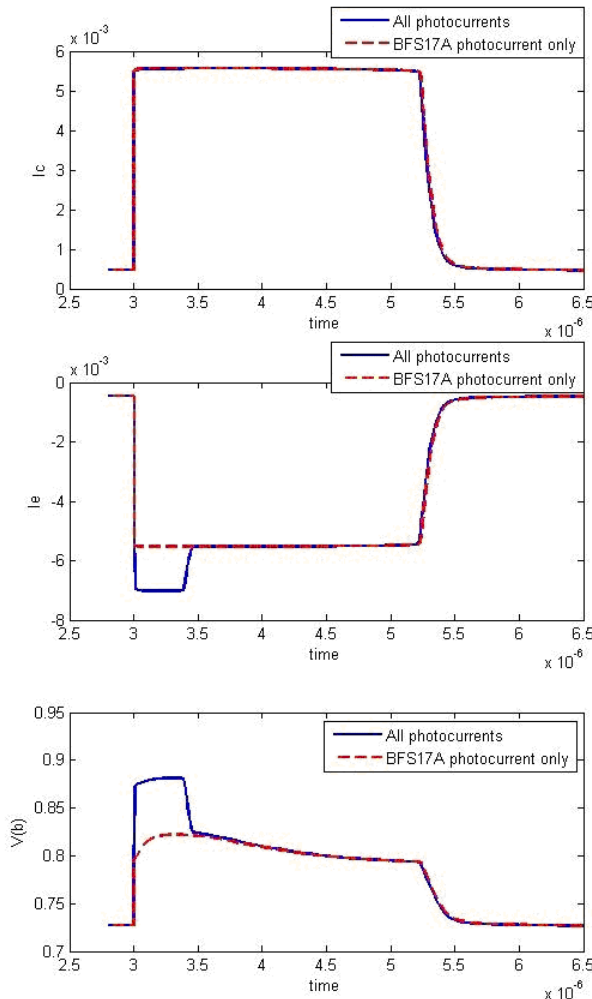 All photocurrents
BFS17A photocurrent only
x 10^-3
6
5
4
3
2
1
0
Ic
2.5 3 3.5 4 4.5 5 5.5 6 6.5
time
x 10^-6
All photocurrents
BFS17A photocurrent only
x 10^-3
0
-2
-4
-6
-8
Ie
2.5 3 3.5 4 4.5 5 5.5 6 6.5
time
x 10^-6
All photocurrents
BFS17A photocurrent only
0.95
0.9
0.85
0.8
0.75
0.7
V(b)
2.5 3 3.5 4 4.5 5 5.5 6 6.5
time
x 10^-6